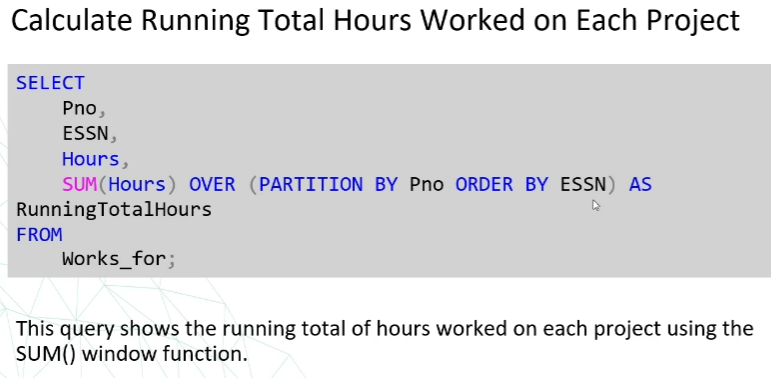 Calculate Running Total Hours Worked on Each Project
SELECT
Pno,
ESSN,
Hours,
SUM(Hours) OVER (PARTITION BY Pno ORDER BY ESSN) AS
RunningTotalHours
FROM
Works_for;
This query shows the running total of hours worked on each project using the
SUM() window function.